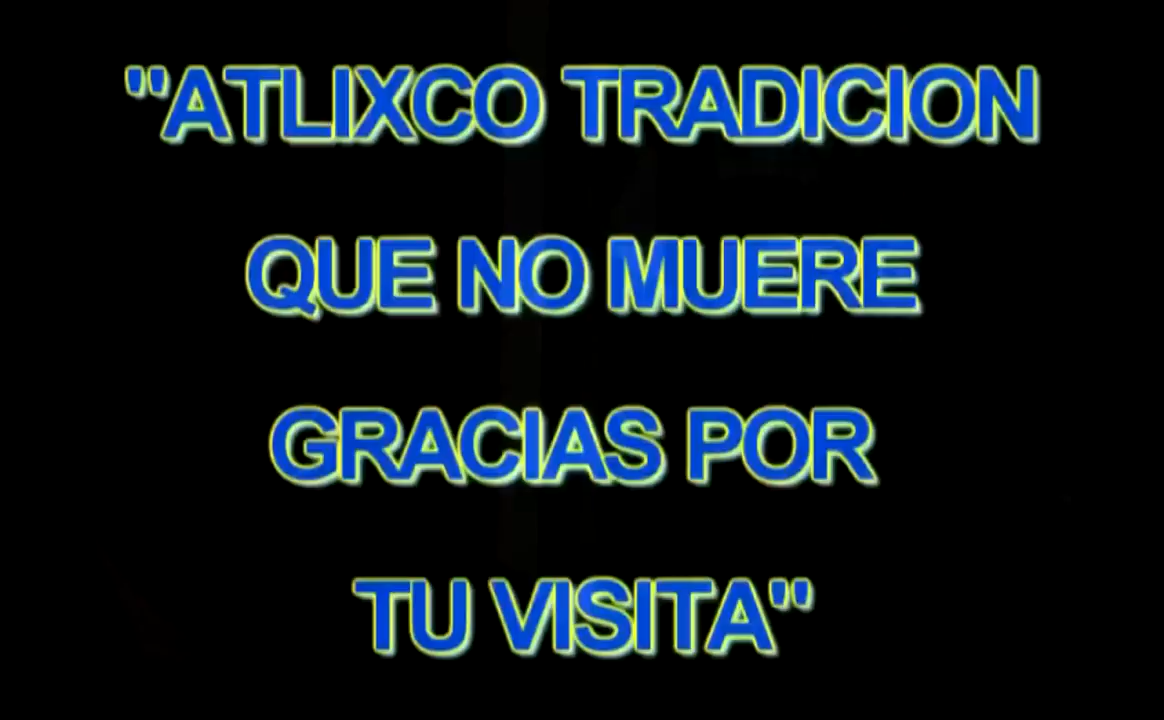 "ATLIXCO TRADICION
QUE NO MUERE
GRACIAS POR
TU VISITA"